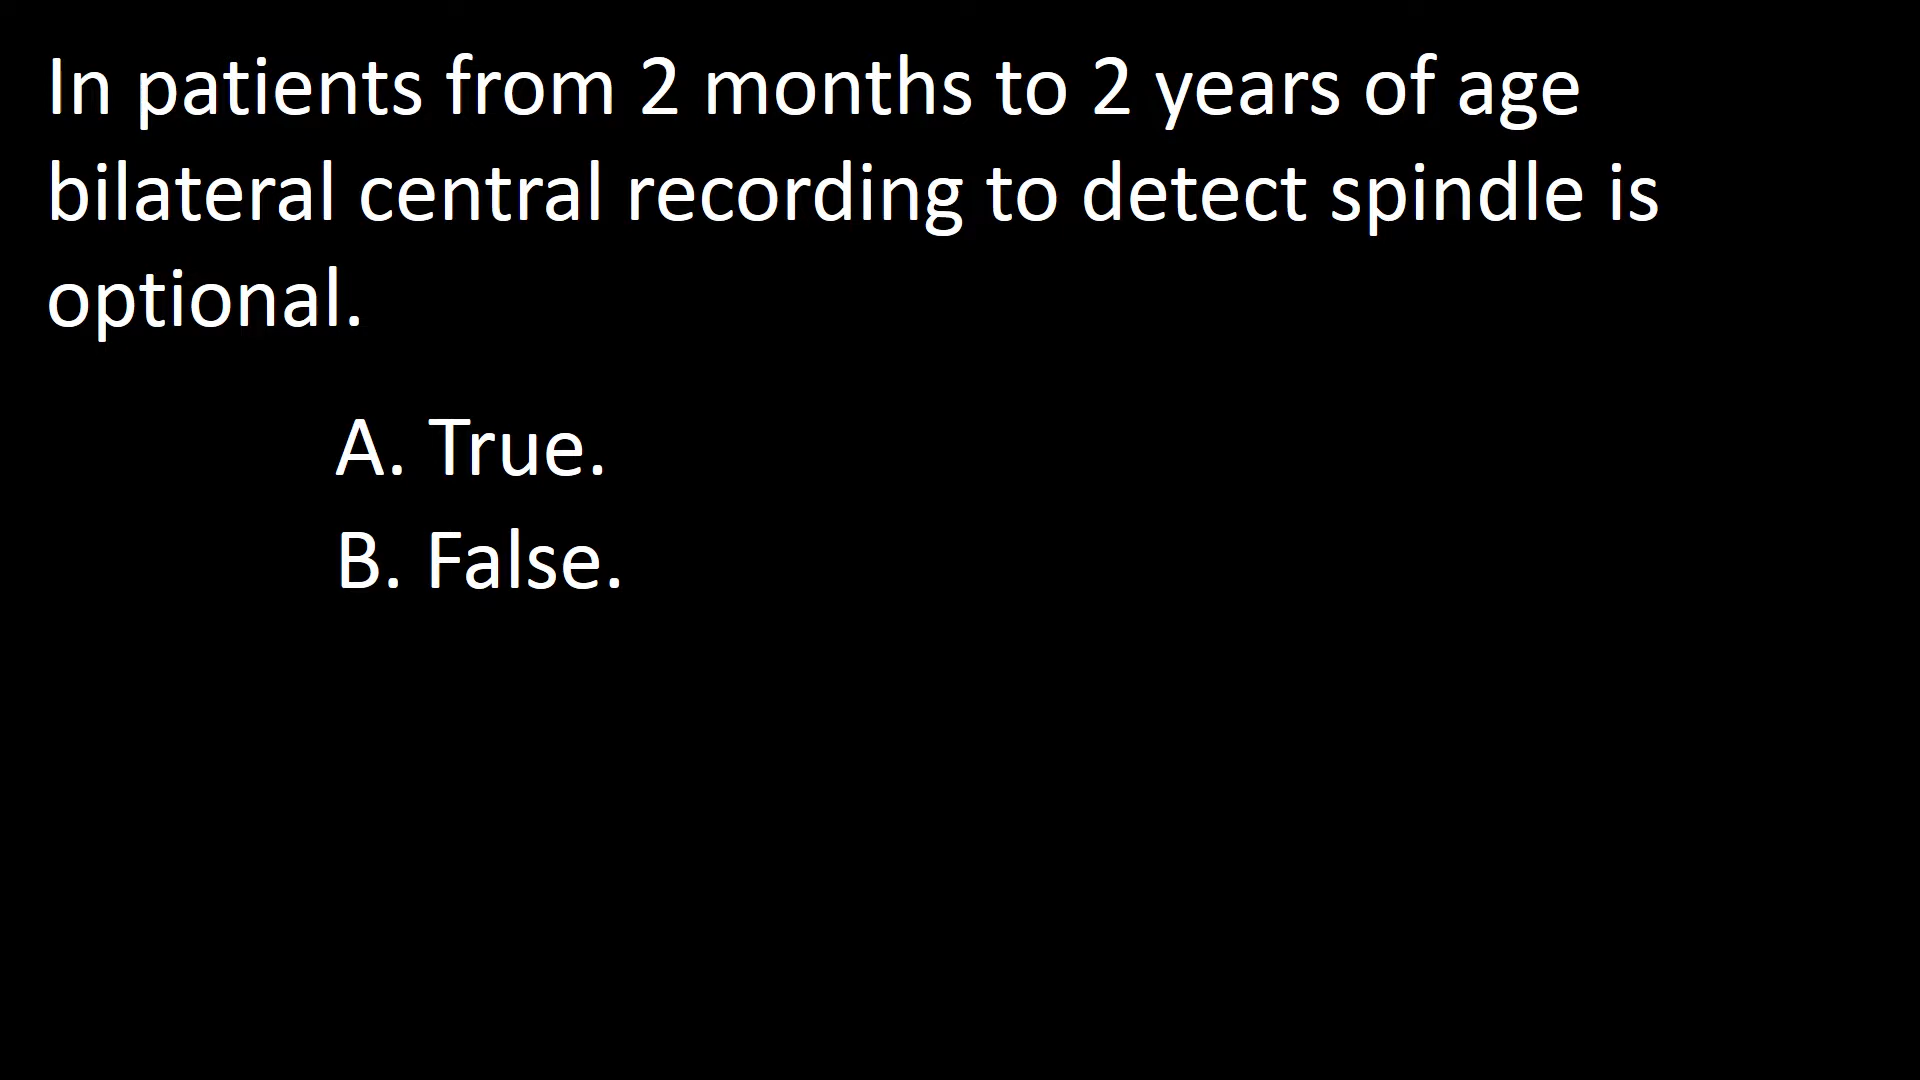 In patients from 2 months to 2 years of age
bilateral central recording to detect spindle is
optional.
A. True.
B. False.